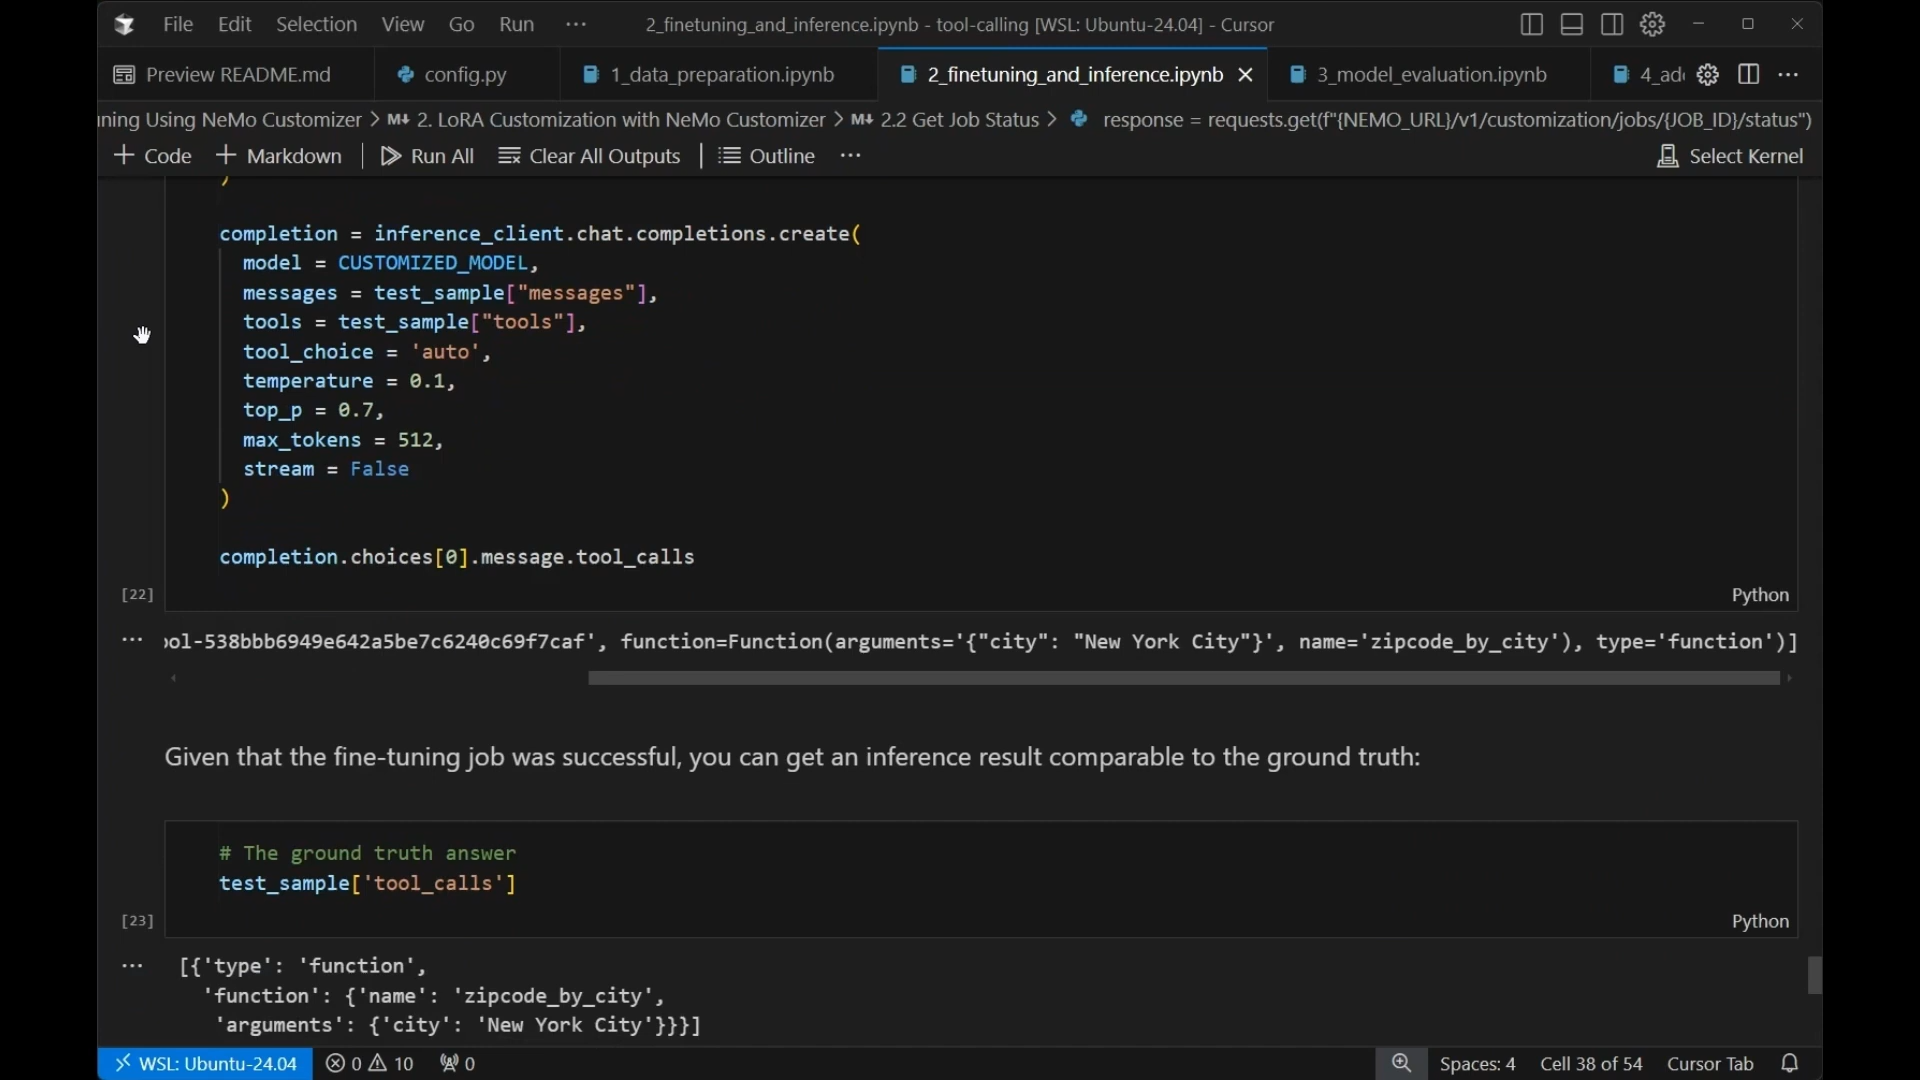 File Edit Selection View Go Run ··· 2_finetuning_and_inference.ipynb - tool-calling [WSL: Ubuntu-24.04] - Cursor
Preview README.md config.py 1_data_preparation.ipynb 2_finetuning_and_inference.ipynb 3_model_evaluation.ipynb 4_ad
ning Using NeMo Customizer > M↓ 2. LoRA Customization with NeMo Customizer > M↓ 2.2 Get Job Status > response = requests.get(f"{NEMO_URL}/v1/customization/jobs/{JOB_ID}/status")
+ Code + Markdown | Run All Clear All Outputs | Outline ··· Select Kernel
)
completion = inference_client.chat.completions.create(
model = CUSTOMIZED_MODEL,
messages = test_sample["messages"],
tools = test_sample["tools"],
tool_choice = 'auto',
temperature = 0.1,
top_p = 0.7,
max_tokens = 512,
stream = False
)
completion.choices[0].message.tool_calls
[22] Python
··· ool-538bbb6949e642a5be7c6240c69f7caf', function=Function(arguments='{"city": "New York City"}', name='zipcode_by_city'), type='function')]
Given that the fine-tuning job was successful, you can get an inference result comparable to the ground truth:
# The ground truth answer
test_sample['tool_calls']
[23] Python
··· [{'type': 'function',
'function': {'name': 'zipcode_by_city',
'arguments': {'city': 'New York City'}}}]
WSL: Ubuntu-24.04 0 10 0 Spaces: 4 Cell 38 of 54 Cursor Tab